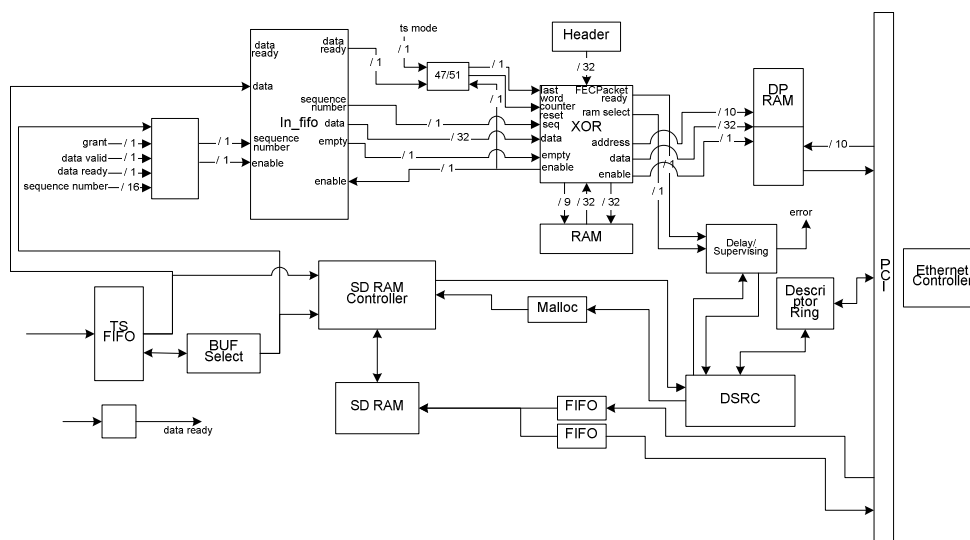 ts mode
/ 1
Header
/ 32
data
ready
data
ready
/ 1
47/51
/ 1
/ 1
last
word
counter
reset
seq
FECPacket
ready
ram select
XOR
DP
RAM
data
sequence
number
In_fifo
data
empty
/ 1
/ 32
/ 1
data
empty
enable
address
data
enable
/ 10
/ 32
/ 1
/ 10
grant
data valid
data ready
sequence number
/ 1
/ 1
/ 1
/ 16
/ 1
/ 1
sequence
number
enable
enable
/ 1
/ 1
/ 1
/ 9
/ 32
/ 32
RAM
error
Delay/
Supervising
PCI
Ethernet
Controller
SD RAM
Controller
Malloc
Descrip
tor
Ring
TS
FIFO
BUF
Select
SD RAM
FIFO
FIFO
DSRC
data ready